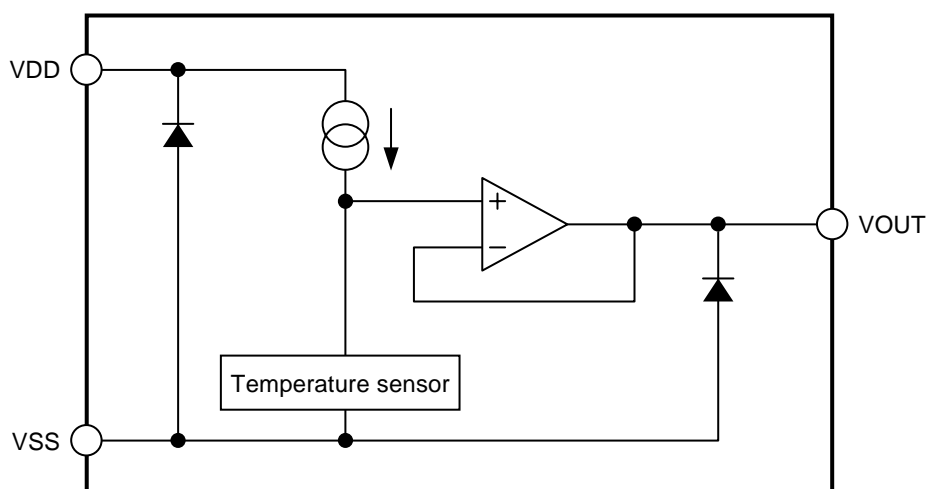 VDD
+
−
VOUT
Temperature sensor
VSS